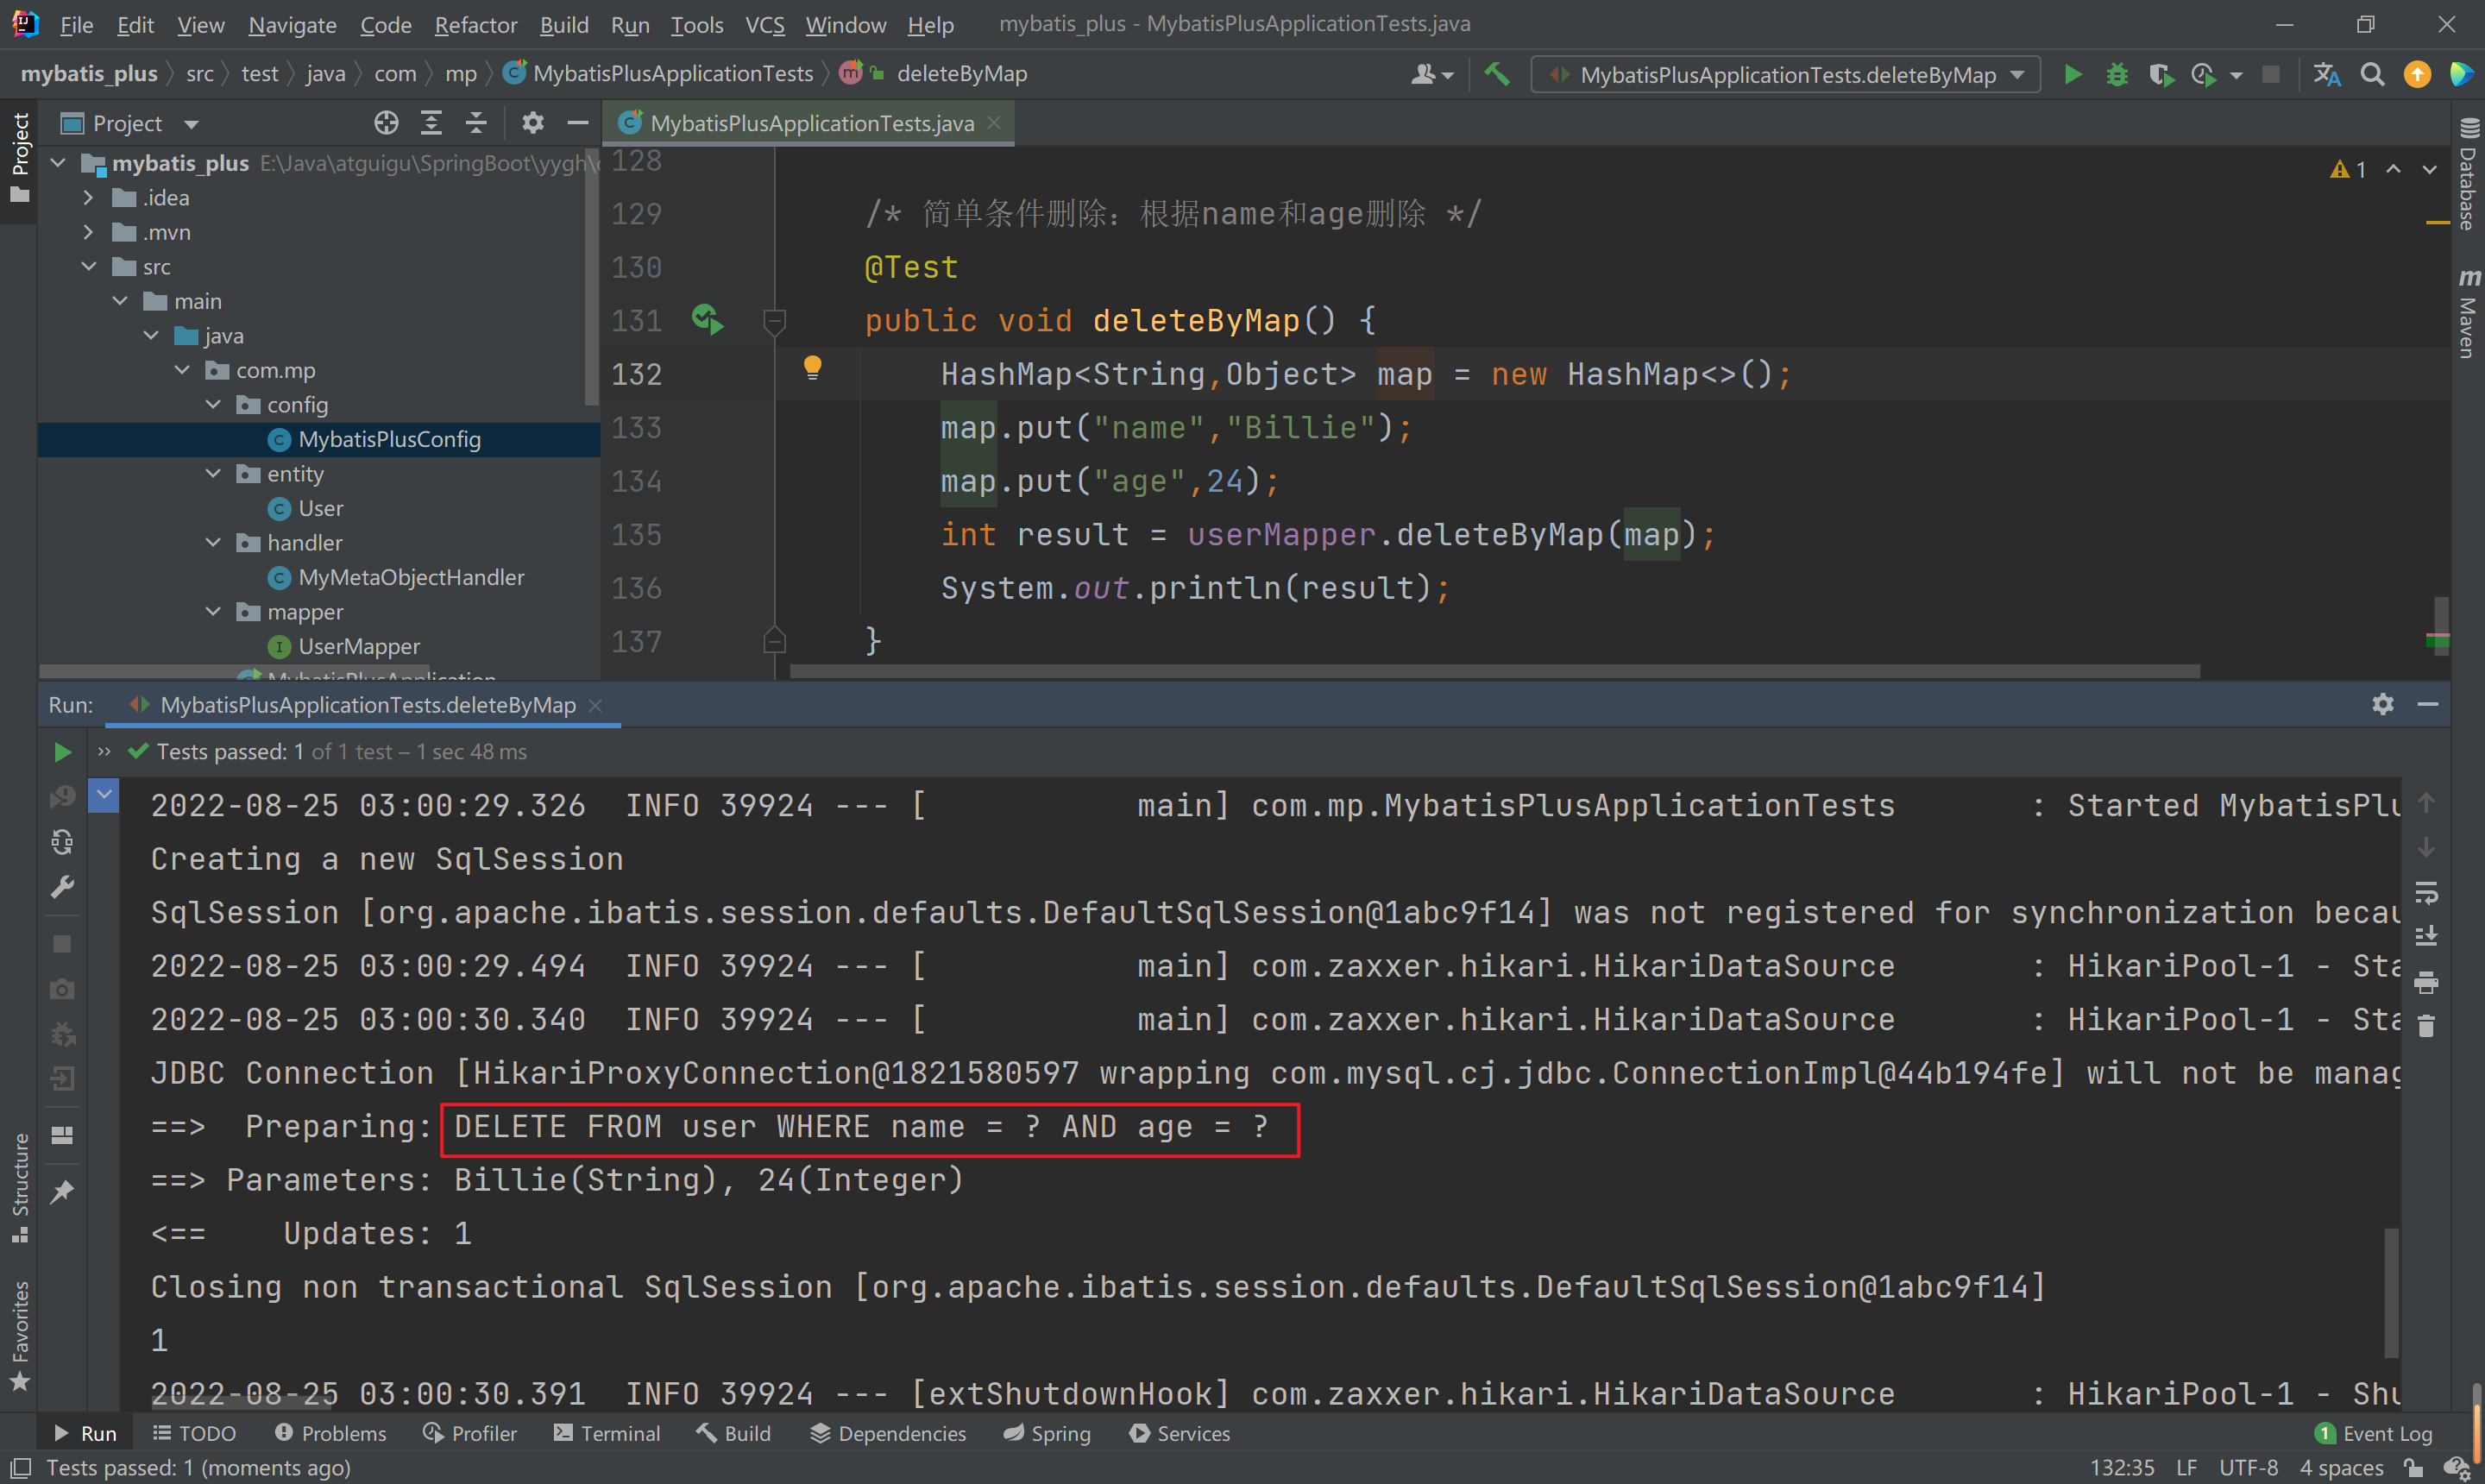 File Edit View Navigate Code Refactor Build Run Tools VCS Window Help mybatis_plus - MybatisPlusApplicationTests.java
mybatis_plus src test java com mp MybatisPlusApplicationTests deleteByMap MybatisPlusApplicationTests.deleteByMap
Project
Project
MybatisPlusApplicationTests.java
mybatis_plus E:\Java\atguigu\SpringBoot\yygh\
.idea
.mvn
src
main
java
com.mp
config
MybatisPlusConfig
entity
User
handler
MyMetaObjectHandler
mapper
UserMapper
MybatisPlusApplication
1
128
129 /* 简单条件删除：根据name和age删除 */
130 @Test
131 public void deleteByMap() {
132 HashMap<String,Object> map = new HashMap<>();
133 map.put("name","Billie");
134 map.put("age",24);
135 int result = userMapper.deleteByMap(map);
136 System.out.println(result);
137 }
Database
Maven
Run: MybatisPlusApplicationTests.deleteByMap
Tests passed: 1 of 1 test – 1 sec 48 ms
2022-08-25 03:00:29.326  INFO 39924 --- [           main] com.mp.MybatisPlusApplicationTests       : Started MybatisPlu
Creating a new SqlSession
SqlSession [org.apache.ibatis.session.defaults.DefaultSqlSession@1abc9f14] was not registered for synchronization becau
2022-08-25 03:00:29.494  INFO 39924 --- [           main] com.zaxxer.hikari.HikariDataSource       : HikariPool-1 - Sta
2022-08-25 03:00:30.340  INFO 39924 --- [           main] com.zaxxer.hikari.HikariDataSource       : HikariPool-1 - Sta
JDBC Connection [HikariProxyConnection@1821580597 wrapping com.mysql.cj.jdbc.ConnectionImpl@44b194fe] will not be manag
==>  Preparing: DELETE FROM user WHERE name = ? AND age = ?
==> Parameters: Billie(String), 24(Integer)
<==    Updates: 1
Closing non transactional SqlSession [org.apache.ibatis.session.defaults.DefaultSqlSession@1abc9f14]
1
2022-08-25 03:00:30.391  INFO 39924 --- [extShutdownHook] com.zaxxer.hikari.HikariDataSource       : HikariPool-1 - Shu
Structure
Favorites
Run TODO Problems Profiler Terminal Build Dependencies Spring Services 1 Event Log
Tests passed: 1 (moments ago) 132:35 LF UTF-8 4 spaces